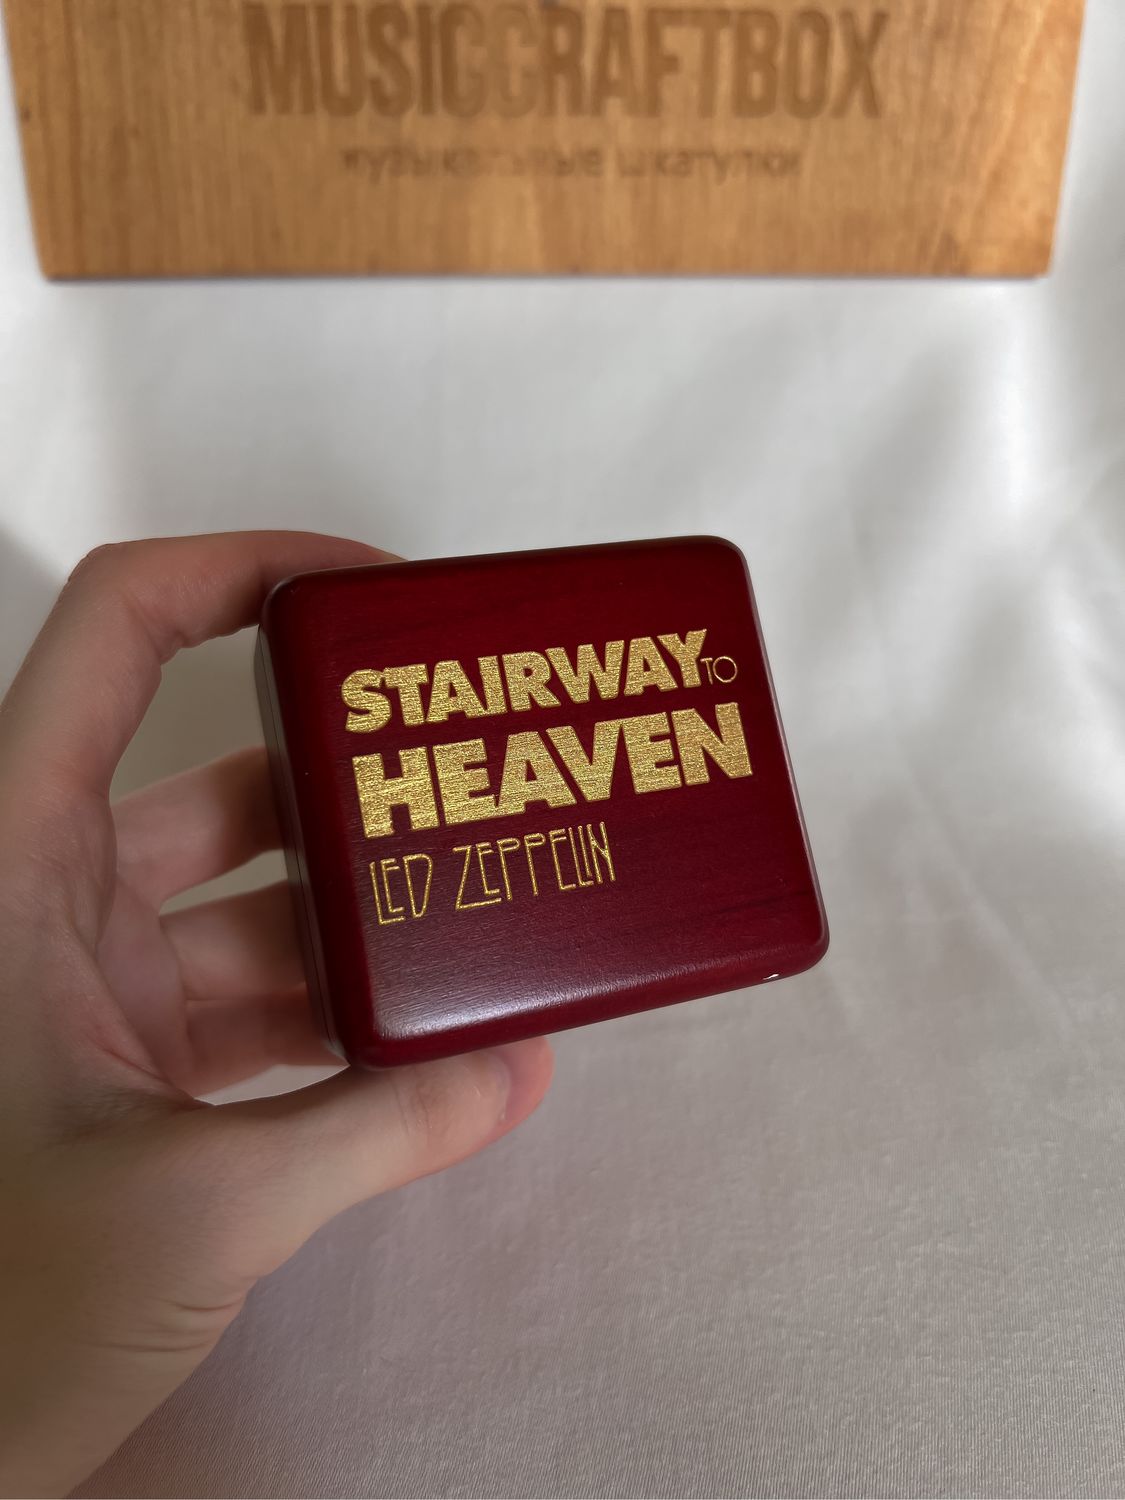 MUSICCRAFTBOX
музыкальные шкатулки
STAIRWAY TO
HEAVEN
LED ZEPPELIN